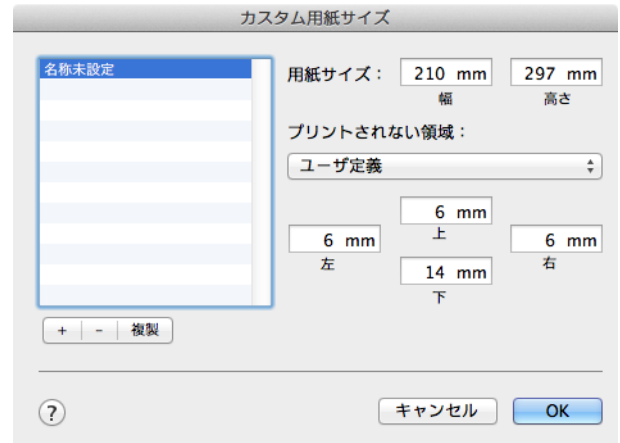 カスタム用紙サイズ
名称未設定
用紙サイズ： 210 mm 297 mm
幅 高さ
プリントされない領域：
ユーザ定義
6 mm
上
6 mm 6 mm
左 右
14 mm
下
+ - 複製
? キャンセル OK